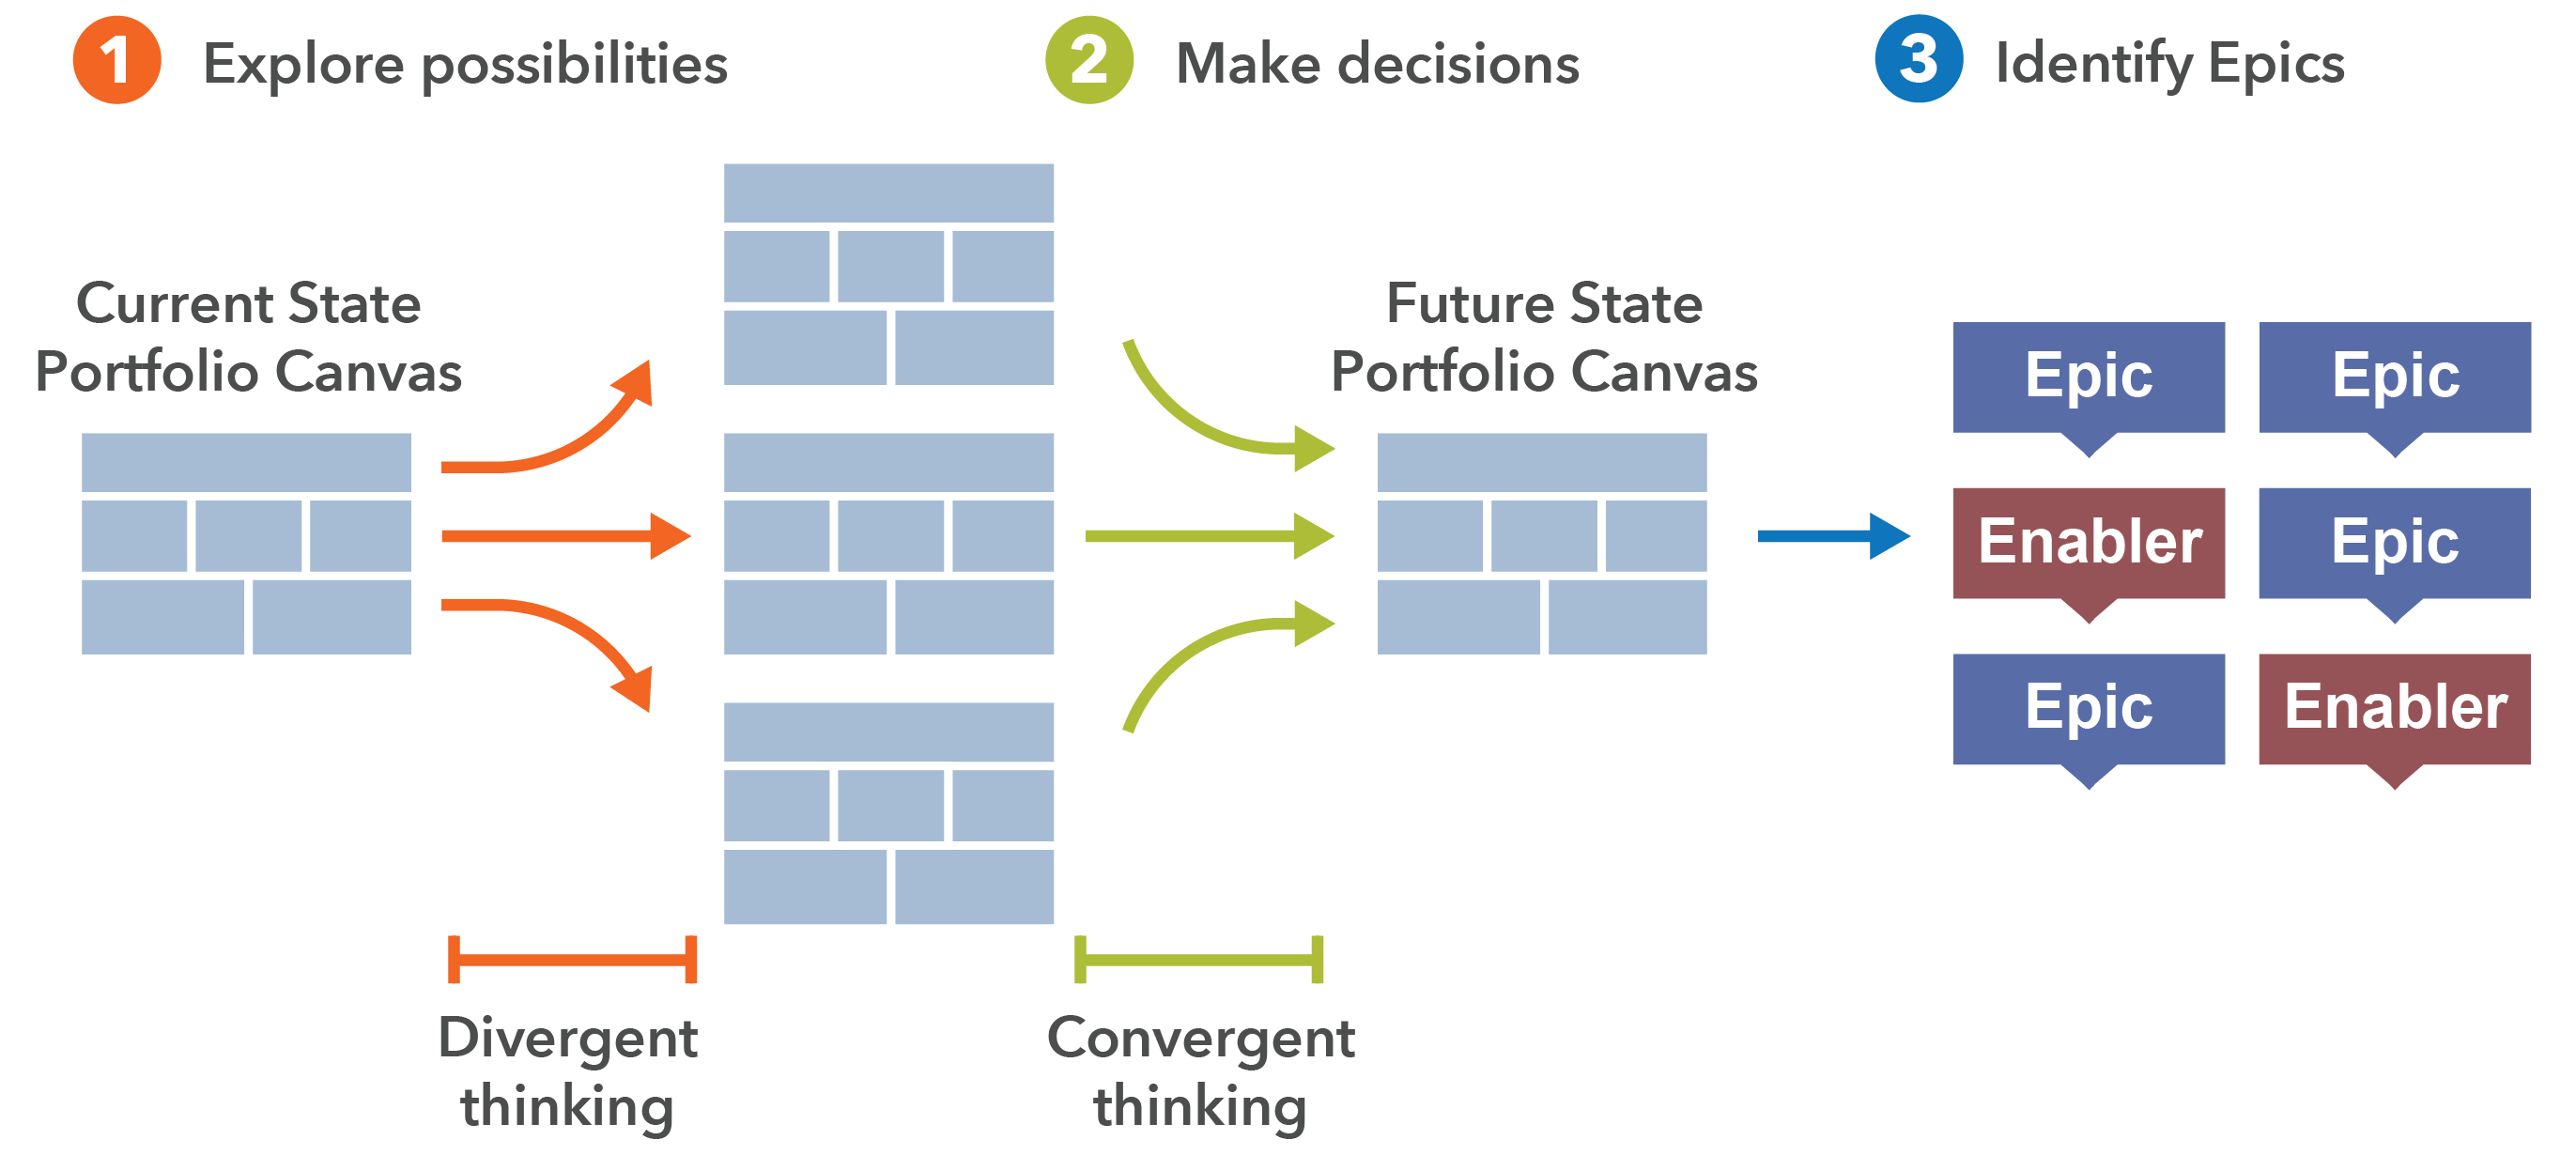 1 Explore possibilities
2 Make decisions
3 Identify Epics
Current State
Portfolio Canvas
Future State
Portfolio Canvas
Epic Epic
Enabler Epic
Epic Enabler
Divergent
thinking
Convergent
thinking